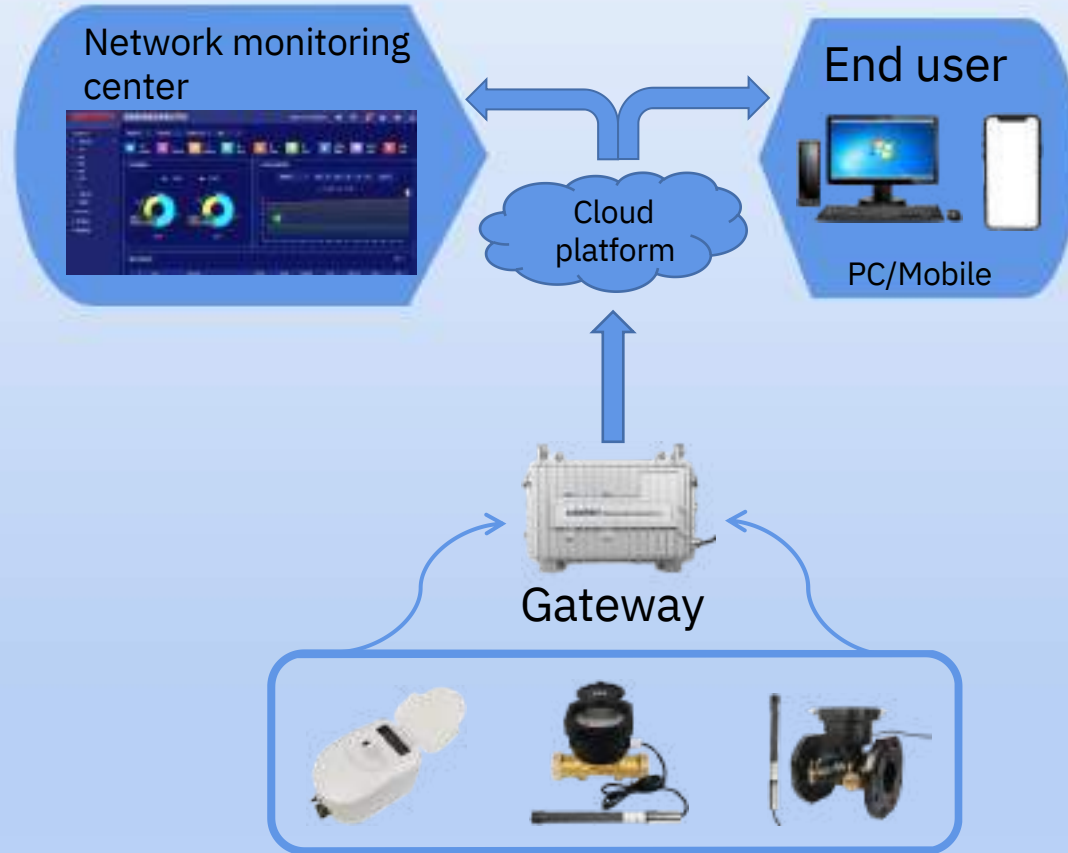 Network monitoring
center
End user
Cloud
platform
PC/Mobile
Gateway